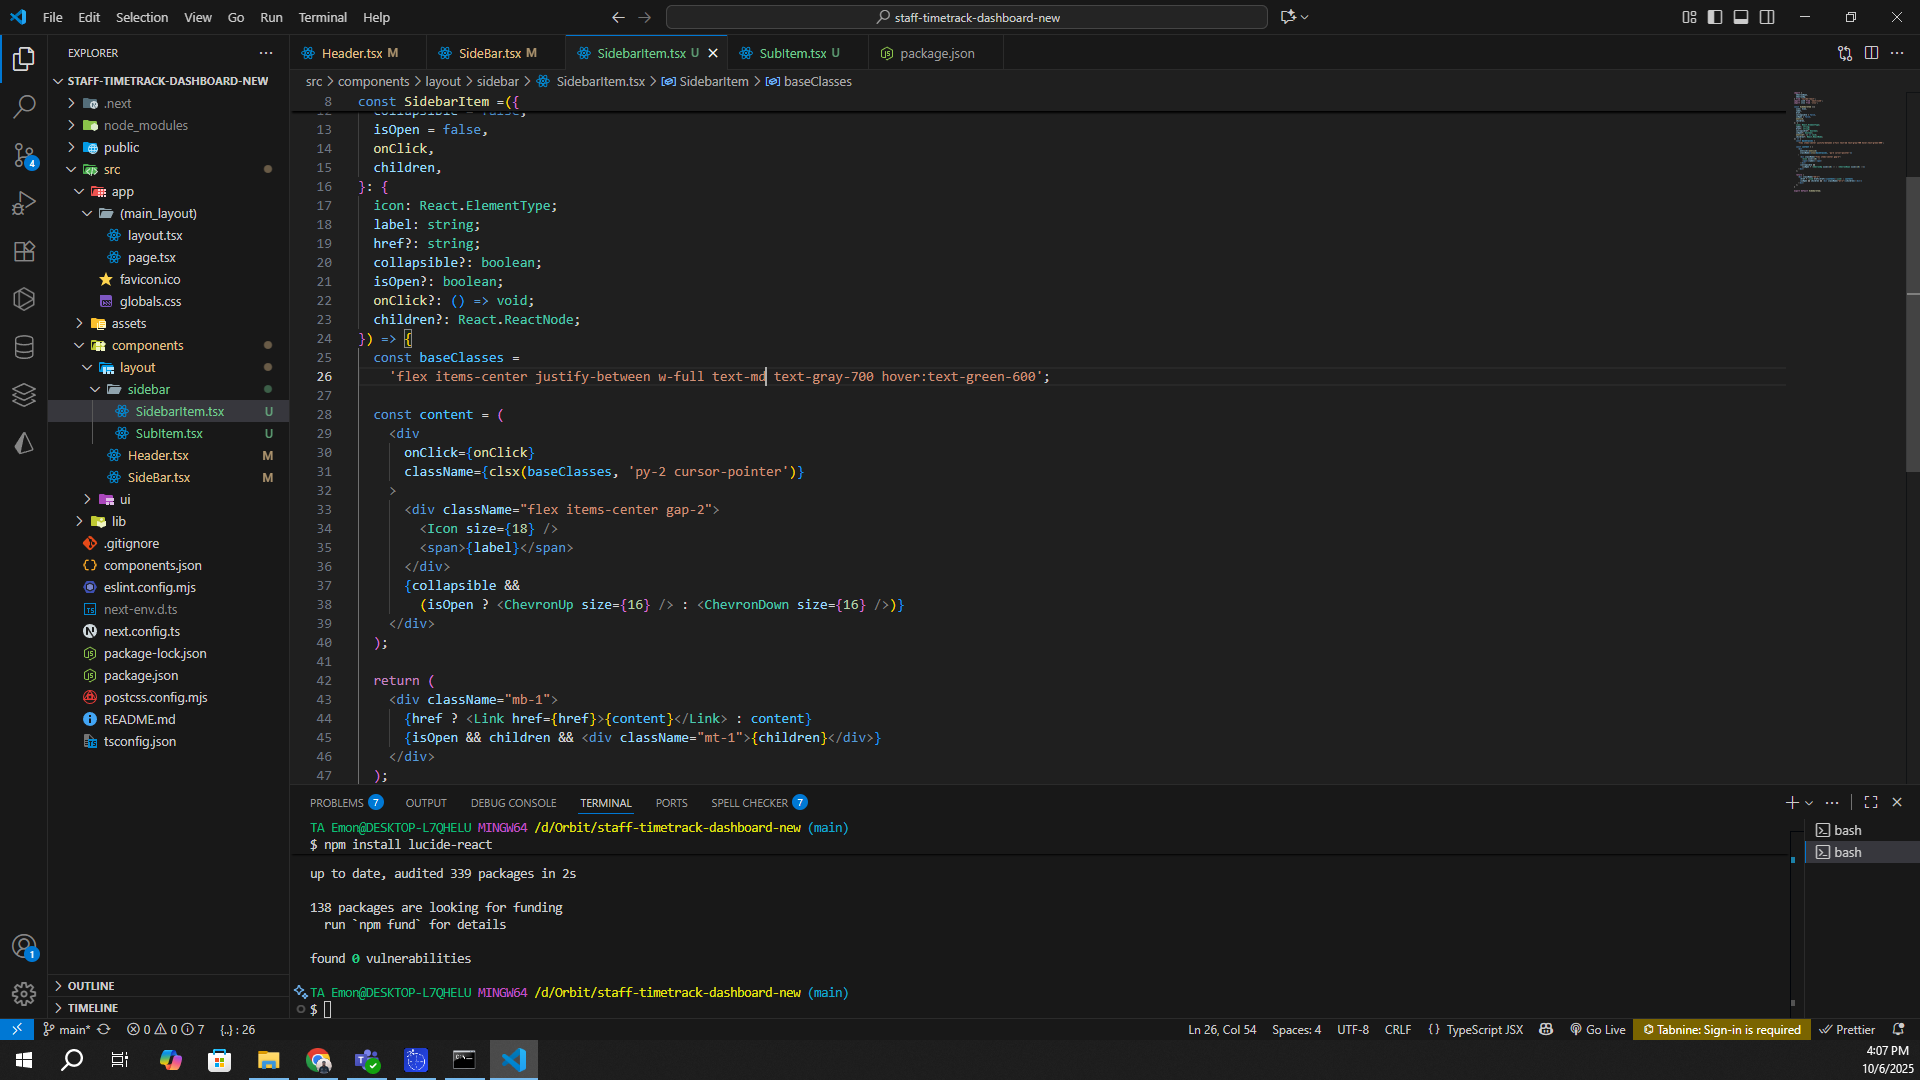 File Edit Selection View Go Run Terminal Help
staff-timetrack-dashboard-new
EXPLORER
STAFF-TIMETRACK-DASHBOARD-NEW
.next
node_modules
public
src
app
(main_layout)
layout.tsx
page.tsx
favicon.ico
globals.css
assets
components
layout
sidebar
SidebarItem.tsx U
SubItem.tsx U
Header.tsx M
SideBar.tsx M
ui
lib
.gitignore
components.json
eslint.config.mjs
next-env.d.ts
next.config.ts
package-lock.json
package.json
postcss.config.mjs
README.md
tsconfig.json
OUTLINE
TIMELINE
4
1
Header.tsx M SideBar.tsx M SidebarItem.tsx U SubItem.tsx U package.json
src > components > layout > sidebar > SidebarItem.tsx > SidebarItem > baseClasses
8 const SidebarItem =({
12 collapsible = false,
13 isOpen = false,
14 onClick,
15 children,
16 }: {
17 icon: React.ElementType;
18 label: string;
19 href?: string;
20 collapsible?: boolean;
21 isOpen?: boolean;
22 onClick?: () => void;
23 children?: React.ReactNode;
24 }) => {
25 const baseClasses =
26 'flex items-center justify-between w-full text-md text-gray-700 hover:text-green-600';
27
28 const content = (
29 <div
30 onClick={onClick}
31 className={clsx(baseClasses, 'py-2 cursor-pointer')}
32 >
33 <div className="flex items-center gap-2">
34 <Icon size={18} />
35 <span>{label}</span>
36 </div>
37 {collapsible &&
38 (isOpen ? <ChevronUp size={16} /> : <ChevronDown size={16} />)}
39 </div>
40 );
41
42 return (
43 <div className="mb-1">
44 {href ? <Link href={href}>{content}</Link> : content}
45 {isOpen && children && <div className="mt-1">{children}</div>}
46 </div>
47 );
PROBLEMS 7 OUTPUT DEBUG CONSOLE TERMINAL PORTS SPELL CHECKER 7
TA Emon@DESKTOP-L7QHELU MINGW64 /d/Orbit/staff-timetrack-dashboard-new (main)
$ npm install lucide-react
up to date, audited 339 packages in 2s
138 packages are looking for funding
run `npm fund` for details
found 0 vulnerabilities
TA Emon@DESKTOP-L7QHELU MINGW64 /d/Orbit/staff-timetrack-dashboard-new (main)
$
bash
bash
main* 0 0 7 {..} : 26 Ln 26, Col 54 Spaces: 4 UTF-8 CRLF {} TypeScript JSX Go Live Tabnine: Sign-in is required Prettier
4:07 PM
10/6/2025